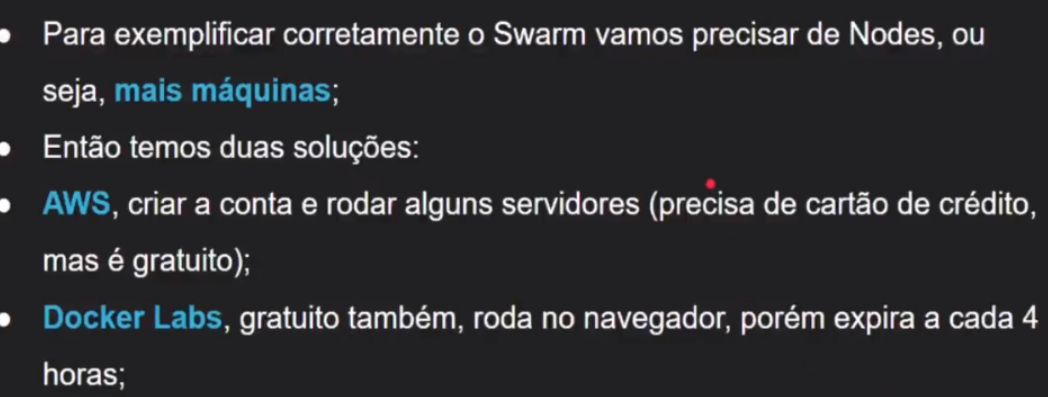 Para exemplificar corretamente o Swarm vamos precisar de Nodes, ou
seja, mais máquinas;
Então temos duas soluções:
AWS, criar a conta e rodar alguns servidores (precisa de cartão de crédito,
mas é gratuito);
Docker Labs, gratuito também, roda no navegador, porém expira a cada 4
horas;